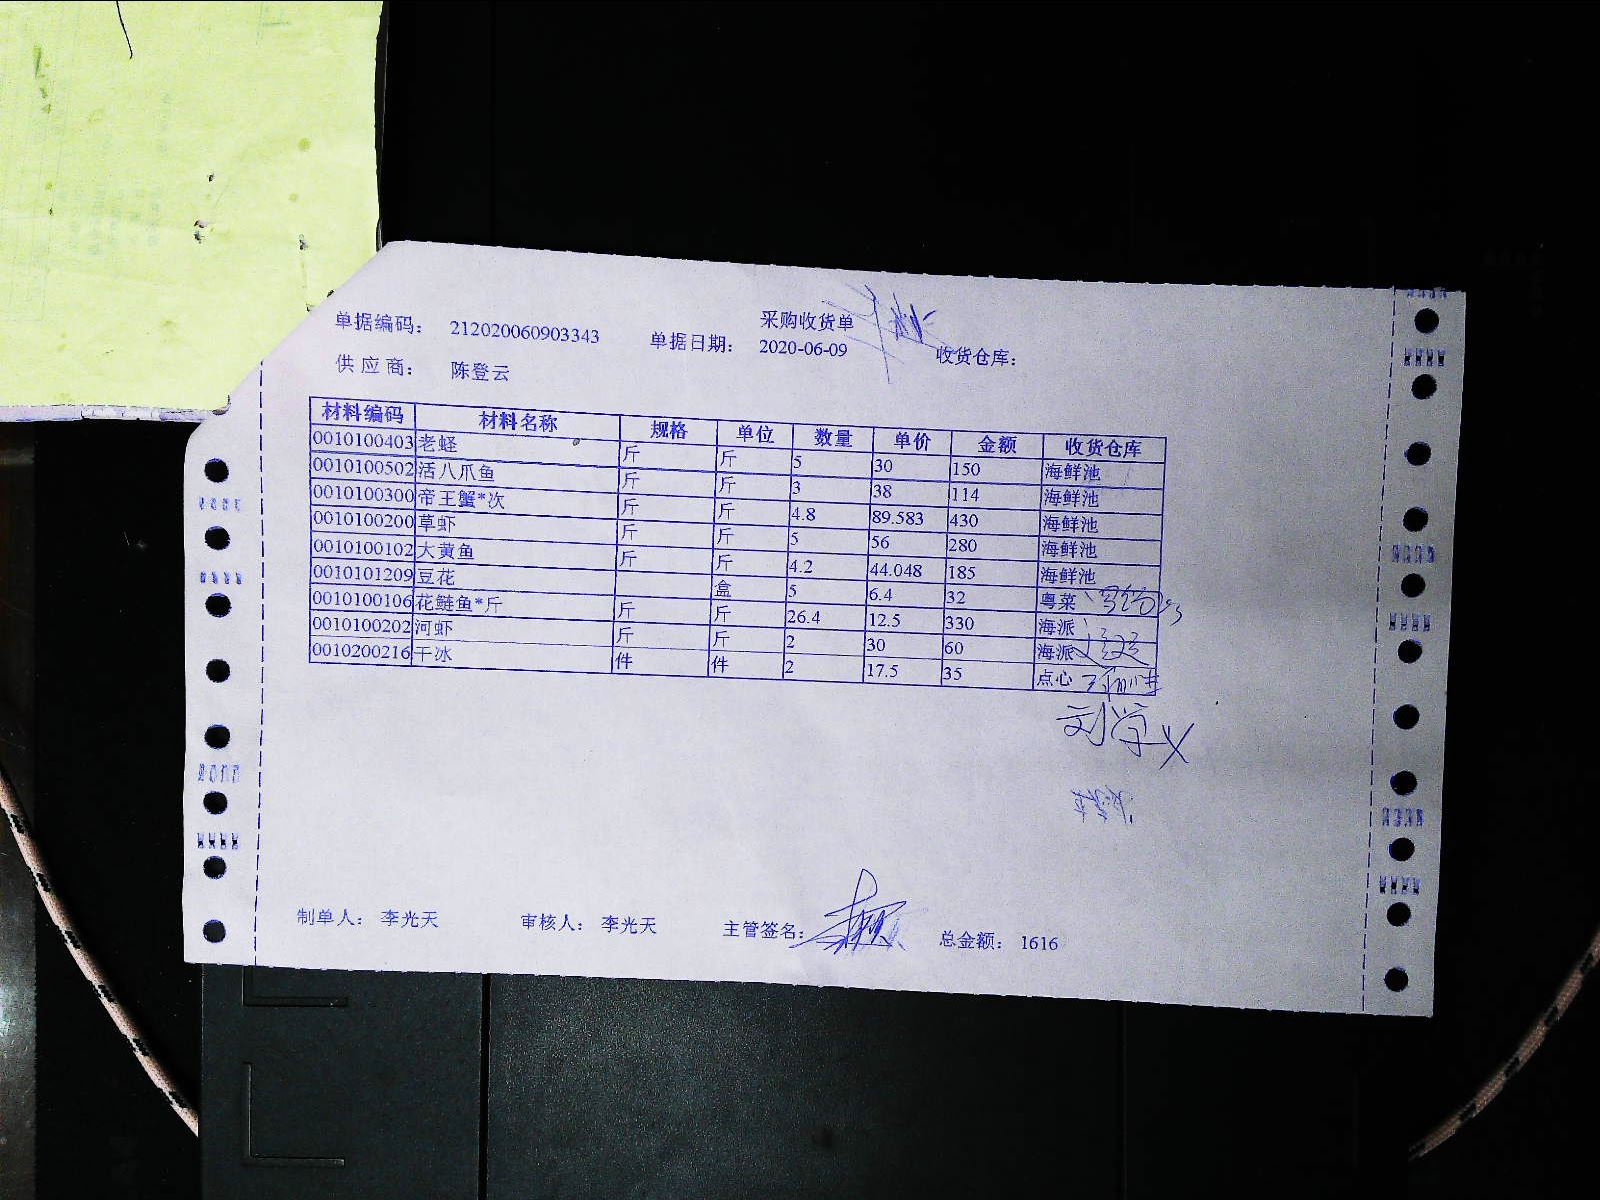 采购收货单
单据编码： 212020060903343 单据日期： 2020-06-09 收货仓库：
供应商： 陈登云
材料编码 材料名称 规格 单位 数量 单价 金额 收货仓库
0010100403 老蛏 斤 斤 5 30 150 海鲜池
0010100502 活八爪鱼 斤 斤 3 38 114 海鲜池
0010100300 帝王蟹*次 斤 斤 4.8 89.583 430 海鲜池
0010100200 草虾 斤 斤 5 56 280 海鲜池
0010100102 大黄鱼 斤 斤 4.2 44.048 185 海鲜池
0010101209 豆花 盒 5 6.4 32 粤菜
0010100106 花鲢鱼*斤 斤 斤 26.4 12.5 330 海派
0010100202 河虾 斤 斤 2 30 60 海派
0010200216 干冰 件 件 2 17.5 35 点心
刘学义
制单人： 李光天 审核人： 李光天 主管签名： 总金额： 1616